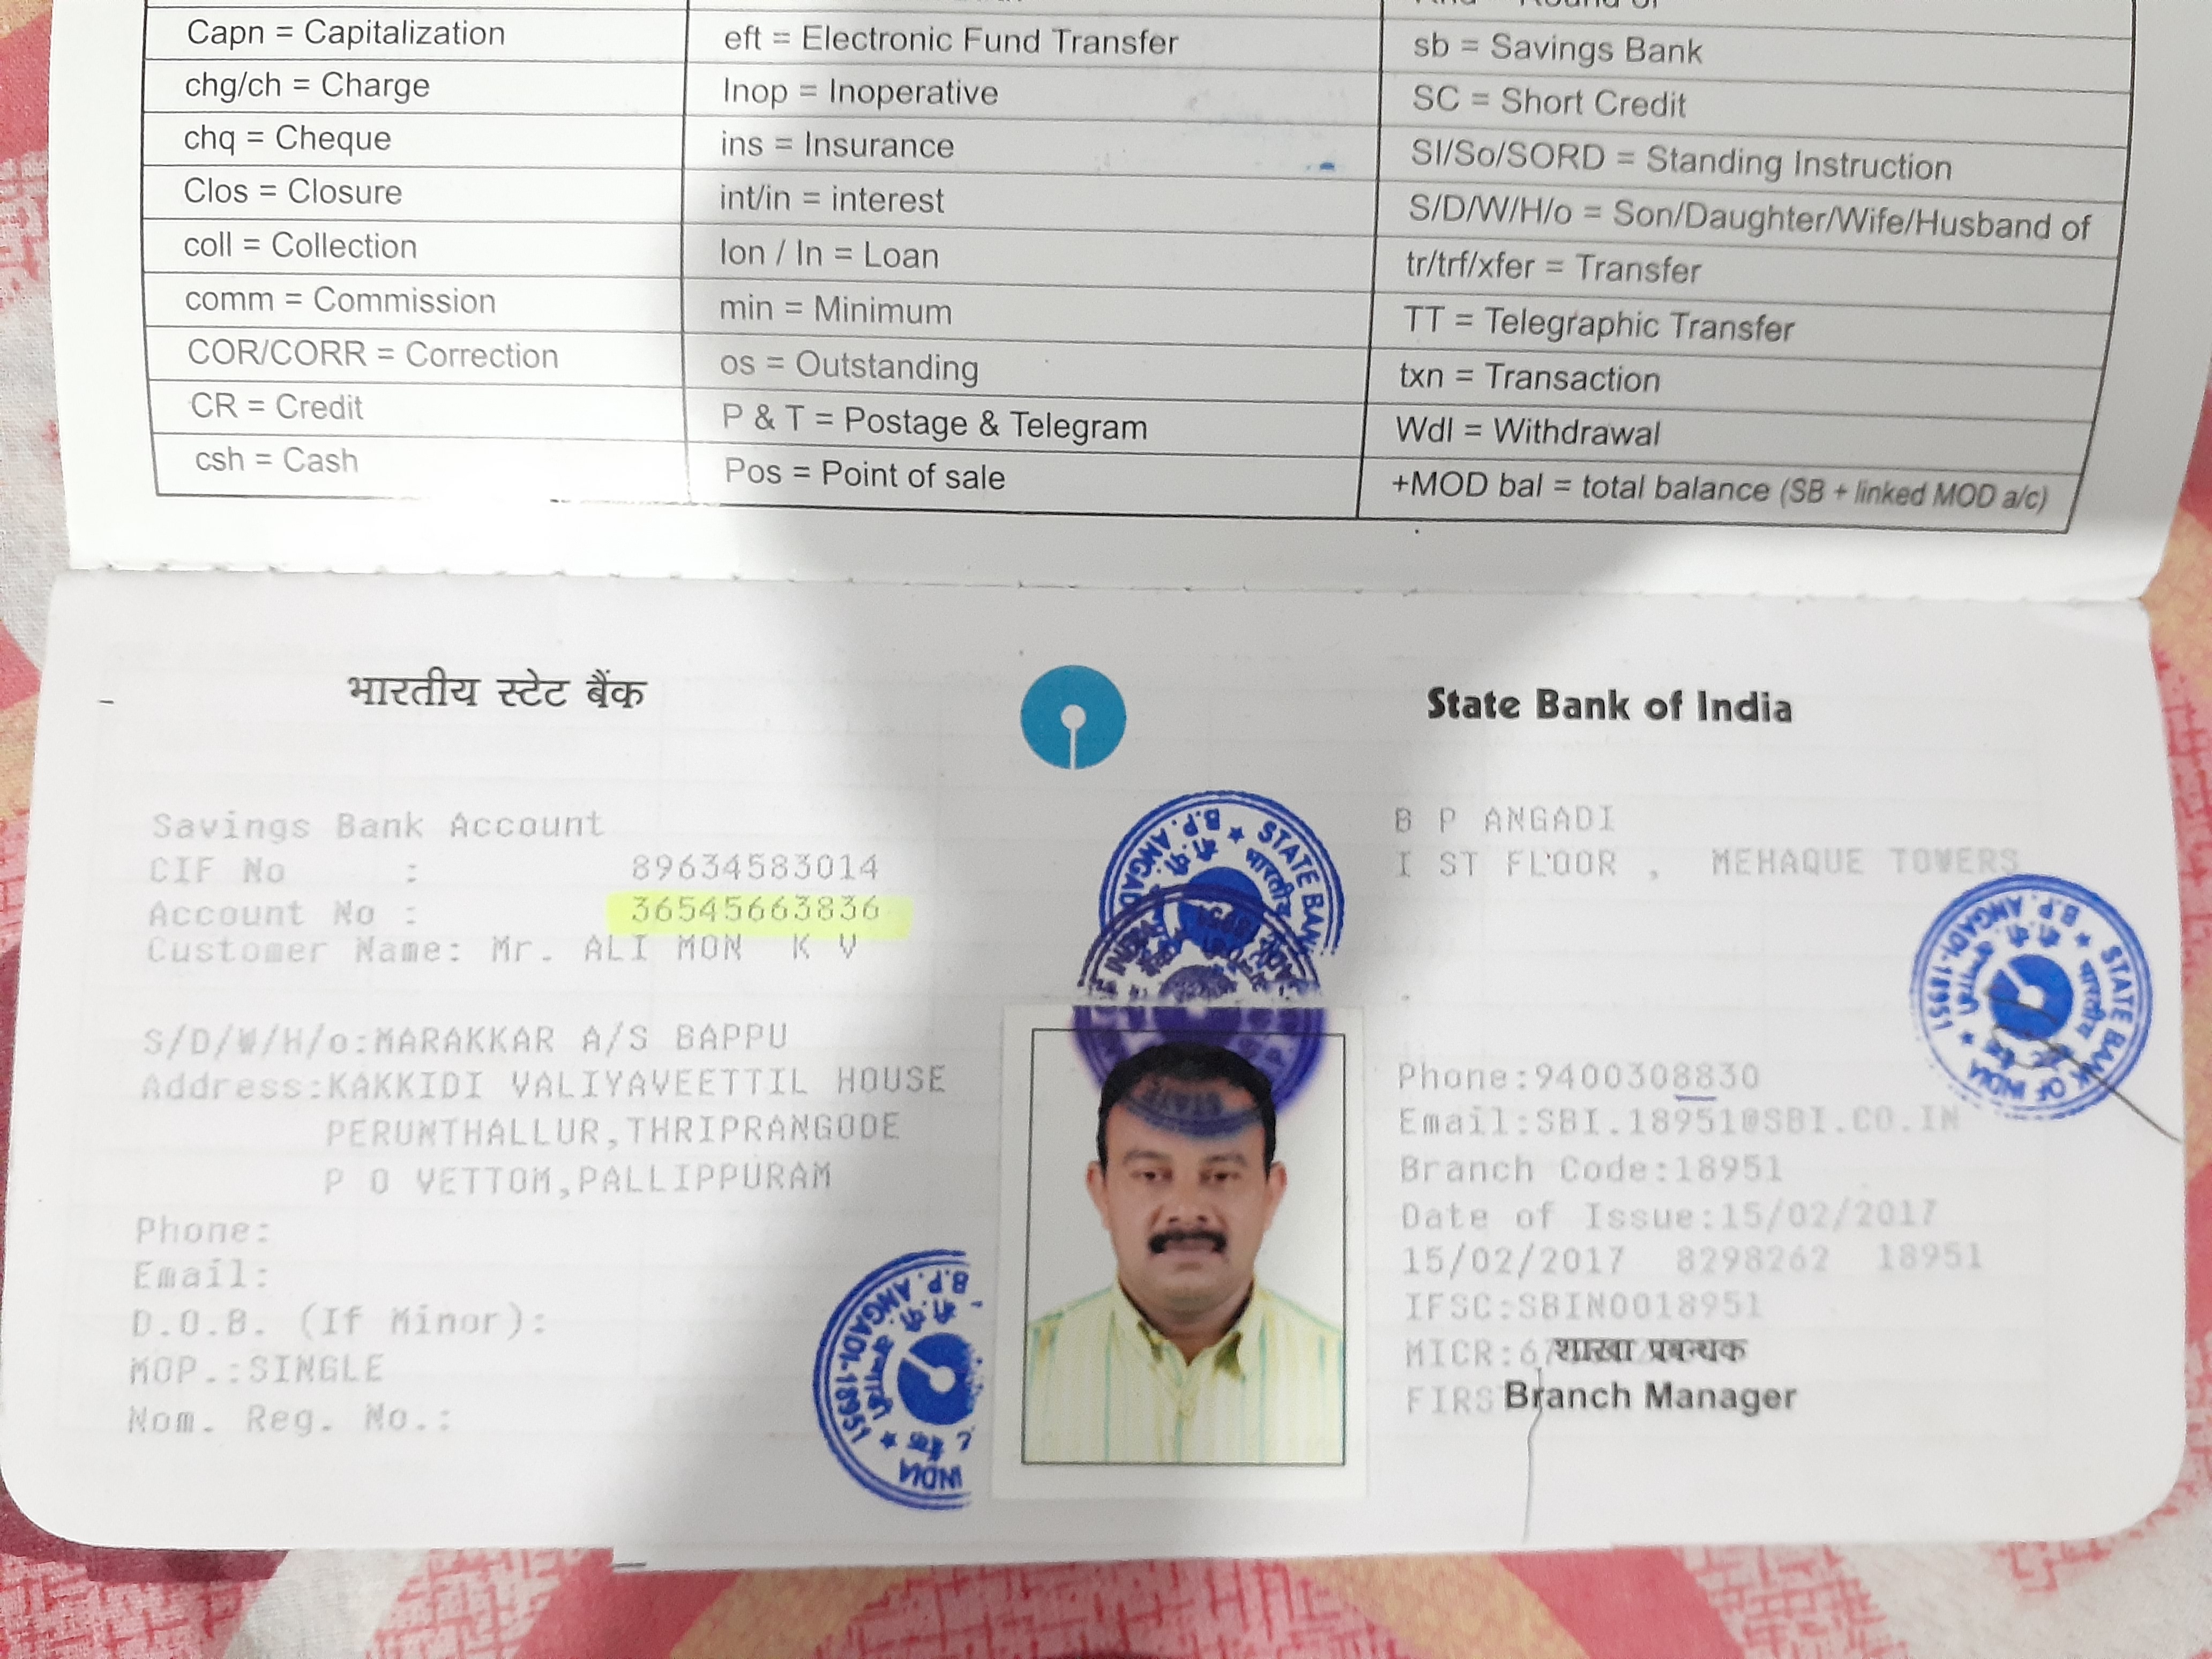 Capn = Capitalization
chg/ch = Charge
chq = Cheque
Clos = Closure
coll = Collection
comm = Commission
COR/CORR = Correction
CR = Credit
csh = Cash
eft = Electronic Fund Transfer
Inop = Inoperative
ins = Insurance
int/in = interest
lon / ln = Loan
min = Minimum
os = Outstanding
P & T = Postage & Telegram
Pos = Point of sale
sb = Savings Bank
SC = Short Credit
SI/So/SORD = Standing Instruction
S/D/W/H/o = Son/Daughter/Wife/Husband of
tr/trf/xfer = Transfer
TT = Telegraphic Transfer
txn = Transaction
Wdl = Withdrawal
+MOD bal = total balance (SB + linked MOD a/c)
भारतीय स्टेट बैंक
State Bank of India
Savings Bank Account
CIF No : 89634583014
Account No : 36545663836
Customer Name: Mr. ALI MON K V
S/D/W/H/o:MARAKKAR A/S BAPPU
Address:KAKKIDI VALIYAVEETTIL HOUSE
PERUNTHALLUR,THRIPRANGODE
P O VETTOM,PALLIPPURAM
Phone:
Email:
D.O.B. (If Minor):
MOP.:SINGLE
Nom. Reg. No.:
B P ANGADI
I ST FLOOR , MEHAQUE TOWERS
Phone:9400308830
Email:SBI.18951@SBI.CO.IN
Branch Code:18951
Date of Issue:15/02/2017
15/02/2017 8298262 18951
IFSC:SBIN0018951
MICR:6
शाखा प्रबन्धक
FIRS
Branch Manager
STATE BANK OF INDIA
भारतीय स्टेट बैंक
बी.पी. अन्गाडी
B.P. ANGADI-18951
STATE BAN
भारतीय
B.P. ANGAD
INDIA
बी.पी. अन्गाडी
B.P. ANGADI-18951